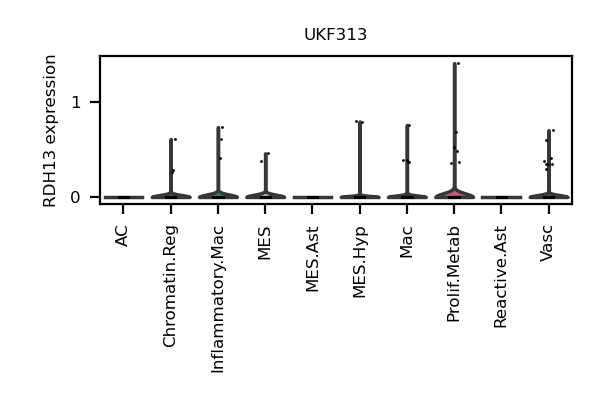 UKF313
RDH13 expression
1
0
AC
Chromatin.Reg
Inflammatory.Mac
MES
MES.Ast
MES.Hyp
Mac
Prolif.Metab
Reactive.Ast
Vasc